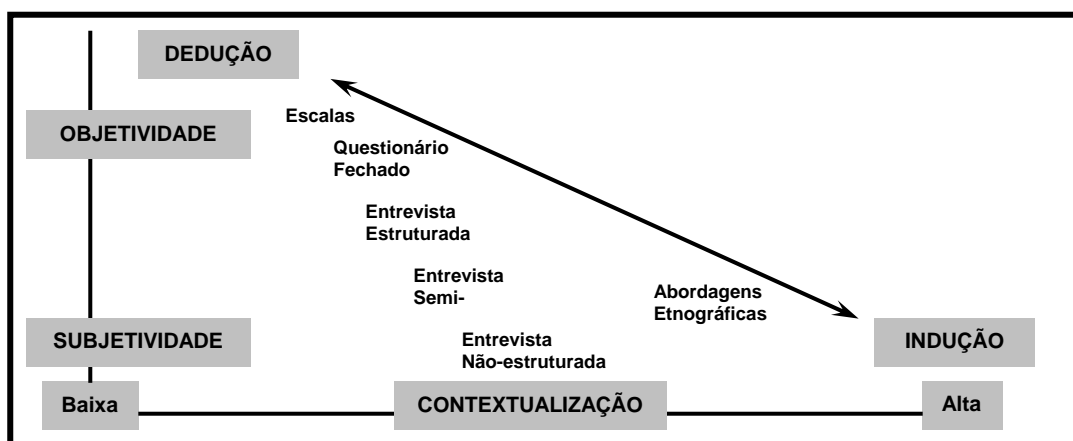 DEDUÇÃO
Escalas
OBJETIVIDADE
Questionário
Fechado
Entrevista
Estruturada
Entrevista
Semi-
Abordagens
Etnográficas
SUBJETIVIDADE
Entrevista
Não-estruturada
INDUÇÃO
Baixa
CONTEXTUALIZAÇÃO
Alta